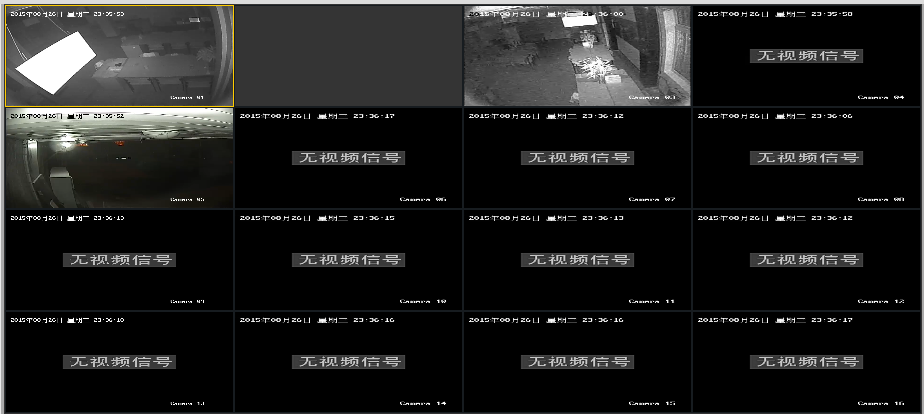 2015年08月26日 星期三 23:35:59
Camera 01
2015年08月26日 星期三 23:36:00
Camera 03
2015年08月26日 星期三 23:35:58
无视频信号
Camera 04
2015年08月26日 星期三 23:35:52
Camera 05
2015年08月26日 星期三 23:36:17
无视频信号
Camera 06
2015年08月26日 星期三 23:36:12
无视频信号
Camera 07
2015年08月26日 星期三 23:36:06
无视频信号
Camera 08
2015年08月26日 星期三 23:36:10
无视频信号
Camera 09
2015年08月26日 星期三 23:36:15
无视频信号
Camera 10
2015年08月26日 星期三 23:36:13
无视频信号
Camera 11
2015年08月26日 星期三 23:36:12
无视频信号
Camera 12
2015年08月26日 星期三 23:36:10
无视频信号
Camera 13
2015年08月26日 星期三 23:36:16
无视频信号
Camera 14
2015年08月26日 星期三 23:36:16
无视频信号
Camera 15
2015年08月26日 星期三 23:36:17
无视频信号
Camera 16